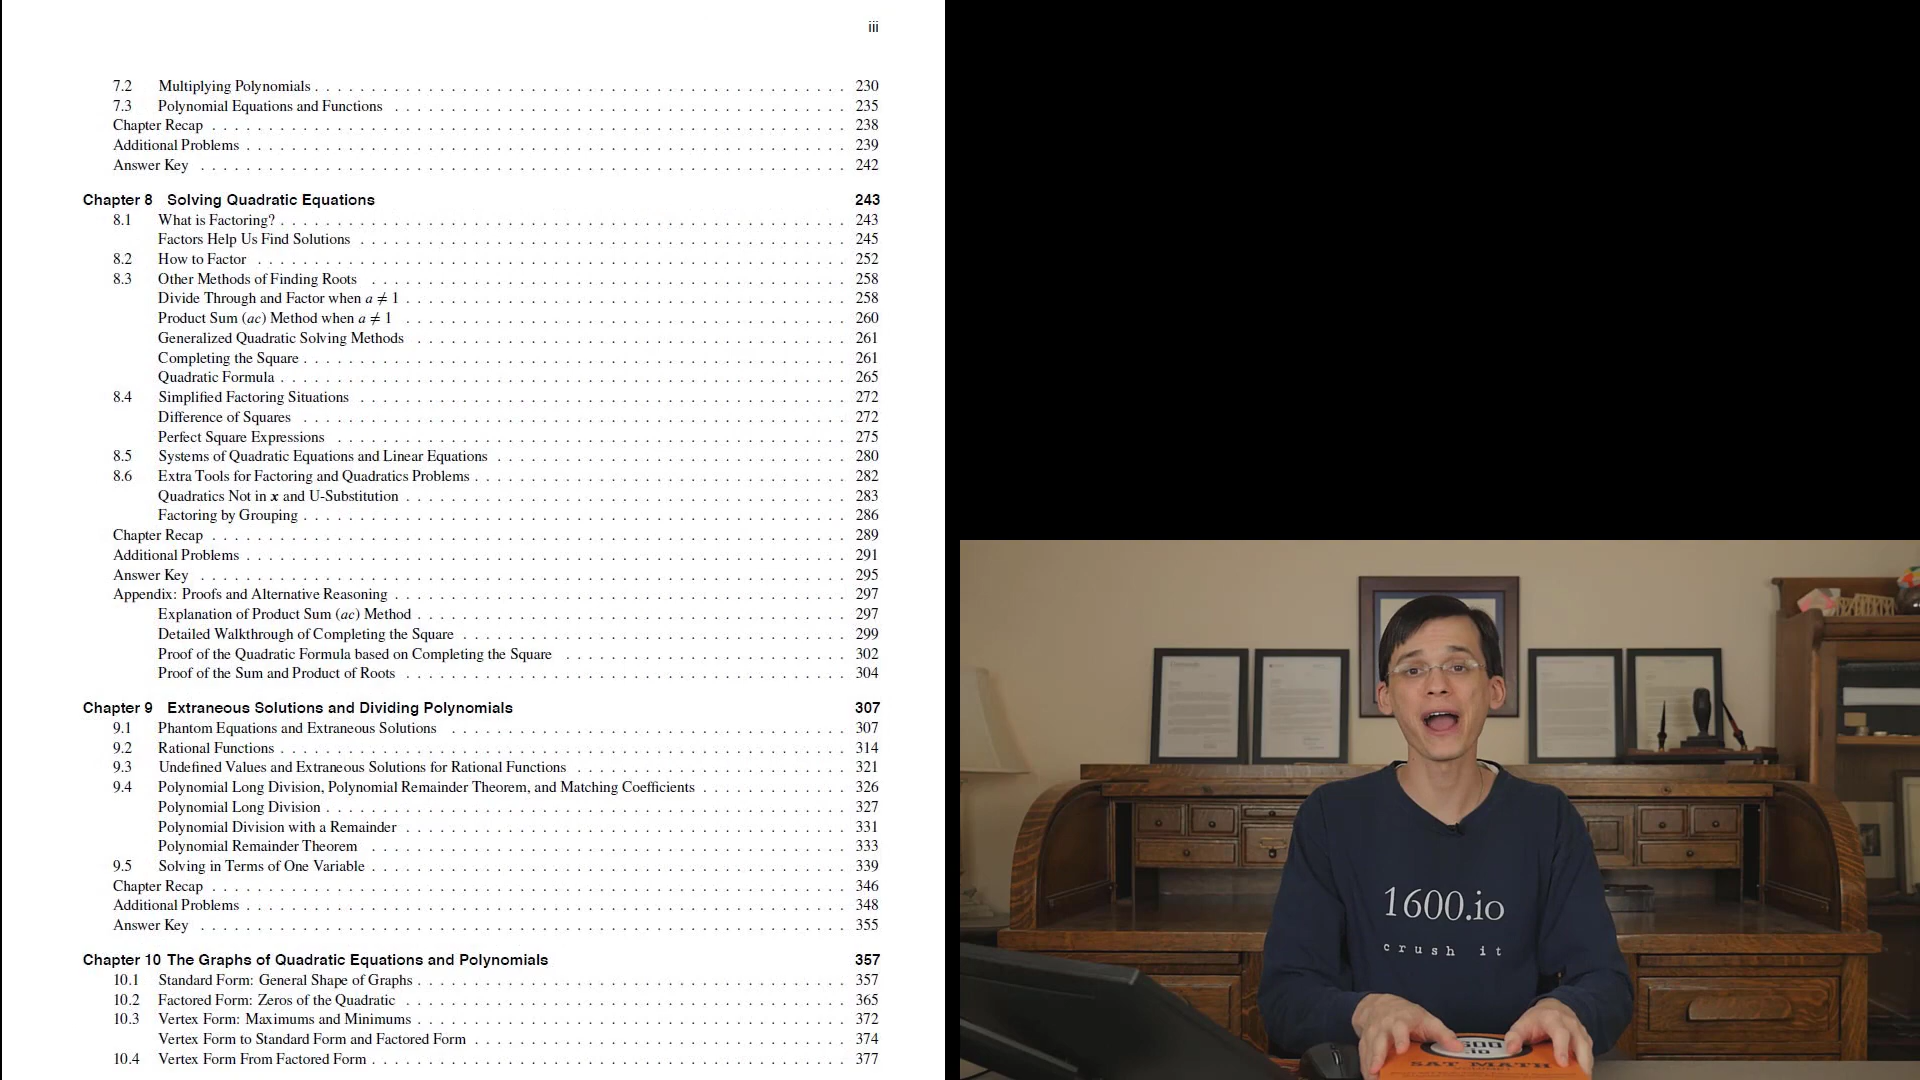 iii
7.2 Multiplying Polynomials 230
7.3 Polynomial Equations and Functions 235
Chapter Recap 238
Additional Problems 239
Answer Key 242
Chapter 8 Solving Quadratic Equations 243
8.1 What is Factoring? 243
Factors Help Us Find Solutions 245
8.2 How to Factor 252
8.3 Other Methods of Finding Roots 258
Divide Through and Factor when a ≠ 1 258
Product Sum (ac) Method when a ≠ 1 260
Generalized Quadratic Solving Methods 261
Completing the Square 261
Quadratic Formula 265
8.4 Simplified Factoring Situations 272
Difference of Squares 272
Perfect Square Expressions 275
8.5 Systems of Quadratic Equations and Linear Equations 280
8.6 Extra Tools for Factoring and Quadratics Problems 282
Quadratics Not in x and U-Substitution 283
Factoring by Grouping 286
Chapter Recap 289
Additional Problems 291
Answer Key 295
Appendix: Proofs and Alternative Reasoning 297
Explanation of Product Sum (ac) Method 297
Detailed Walkthrough of Completing the Square 299
Proof of the Quadratic Formula based on Completing the Square 302
Proof of the Sum and Product of Roots 304
Chapter 9 Extraneous Solutions and Dividing Polynomials 307
9.1 Phantom Equations and Extraneous Solutions 307
9.2 Rational Functions 314
9.3 Undefined Values and Extraneous Solutions for Rational Functions 321
9.4 Polynomial Long Division, Polynomial Remainder Theorem, and Matching Coefficients 326
Polynomial Long Division 327
Polynomial Division with a Remainder 331
Polynomial Remainder Theorem 333
9.5 Solving in Terms of One Variable 339
Chapter Recap 346
Additional Problems 348
Answer Key 355
Chapter 10 The Graphs of Quadratic Equations and Polynomials 357
10.1 Standard Form: General Shape of Graphs 357
10.2 Factored Form: Zeros of the Quadratic 365
10.3 Vertex Form: Maximums and Minimums 372
Vertex Form to Standard Form and Factored Form 374
10.4 Vertex Form From Factored Form 377
1600.io
crush it
.io
SAT MATH